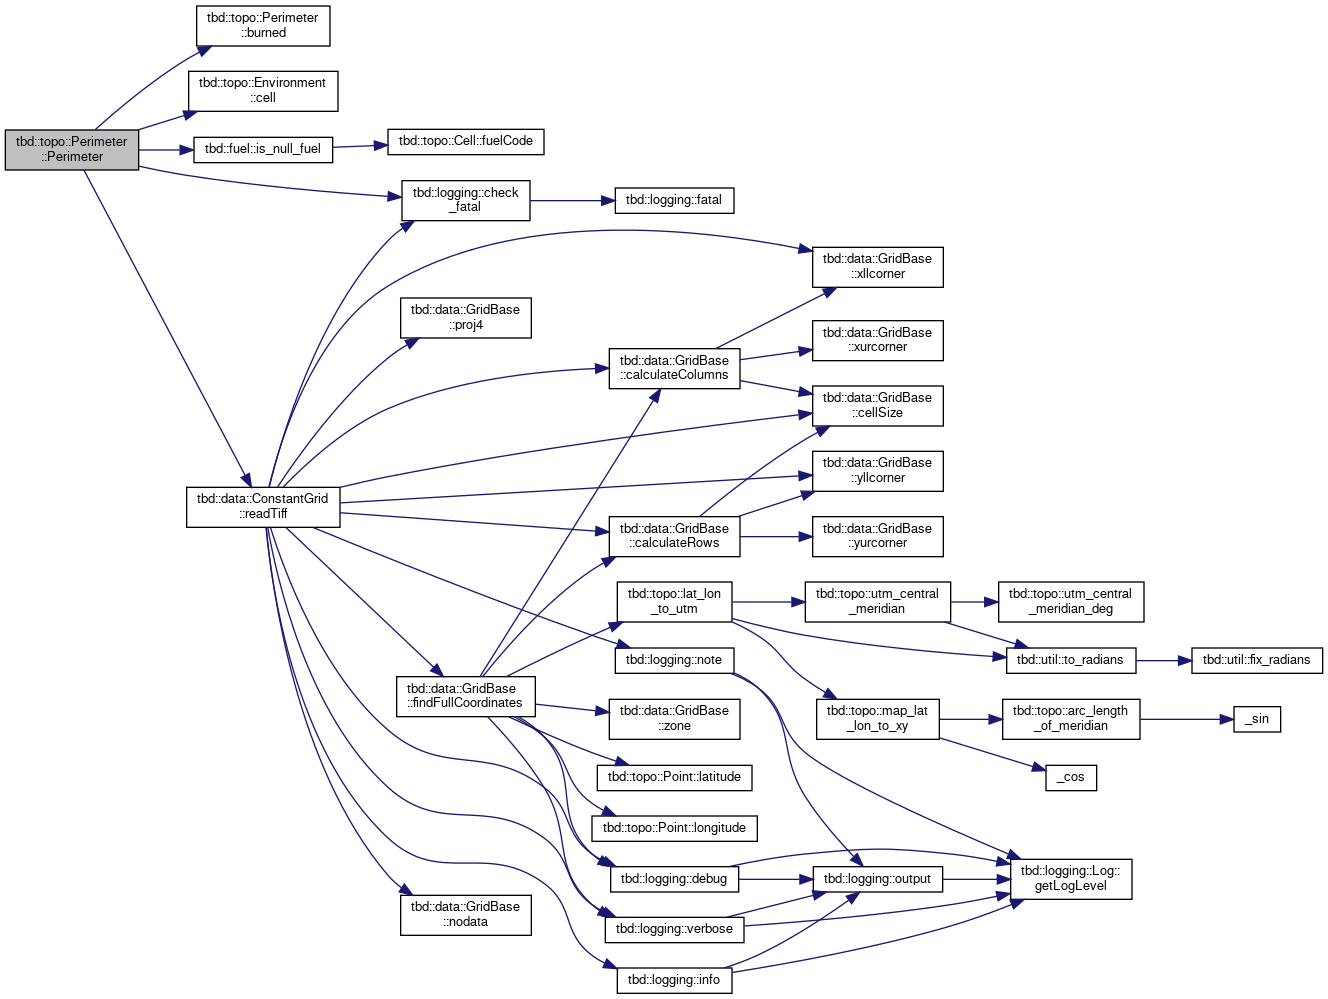 tbd::topo::Perimeter
::burned
tbd::topo::Environment
::cell
tbd::topo::Perimeter
::Perimeter
tbd::fuel::is_null_fuel
tbd::topo::Cell::fuelCode
tbd::logging::check
_fatal
tbd::logging::fatal
tbd::data::GridBase
::xllcorner
tbd::data::GridBase
::proj4
tbd::data::GridBase
::xurcorner
tbd::data::GridBase
::calculateColumns
tbd::data::GridBase
::cellSize
tbd::data::GridBase
::yllcorner
tbd::data::ConstantGrid
::readTiff
tbd::data::GridBase
::calculateRows
tbd::data::GridBase
::yurcorner
tbd::topo::lat_lon
_to_utm
tbd::topo::utm_central
_meridian
tbd::topo::utm_central
_meridian_deg
tbd::logging::note
tbd::util::to_radians
tbd::util::fix_radians
tbd::data::GridBase
::findFullCoordinates
tbd::data::GridBase
::zone
tbd::topo::map_lat
_lon_to_xy
tbd::topo::arc_length
_of_meridian
_sin
tbd::topo::Point::latitude
_cos
tbd::topo::Point::longitude
tbd::logging::debug
tbd::logging::output
tbd::logging::Log::
getLogLevel
tbd::data::GridBase
::nodata
tbd::logging::verbose
tbd::logging::info